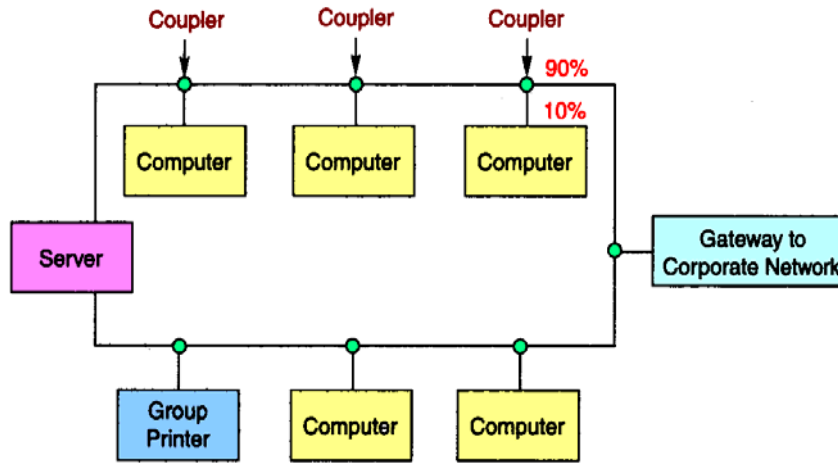 Coupler Coupler Coupler
90%
10%
Computer Computer Computer
Server
Gateway to
Corporate Network
Group
Printer
Computer Computer